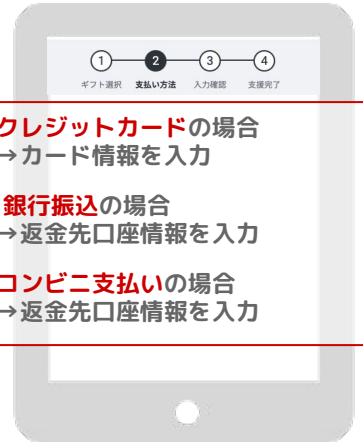 1 2 3 4
ギフト選択 支払い方法 入力確認 支援完了
クレジットカードの場合
→カード情報を入力
銀行振込の場合
→返金先口座情報を入力
コンビニ支払いの場合
→返金先口座情報を入力